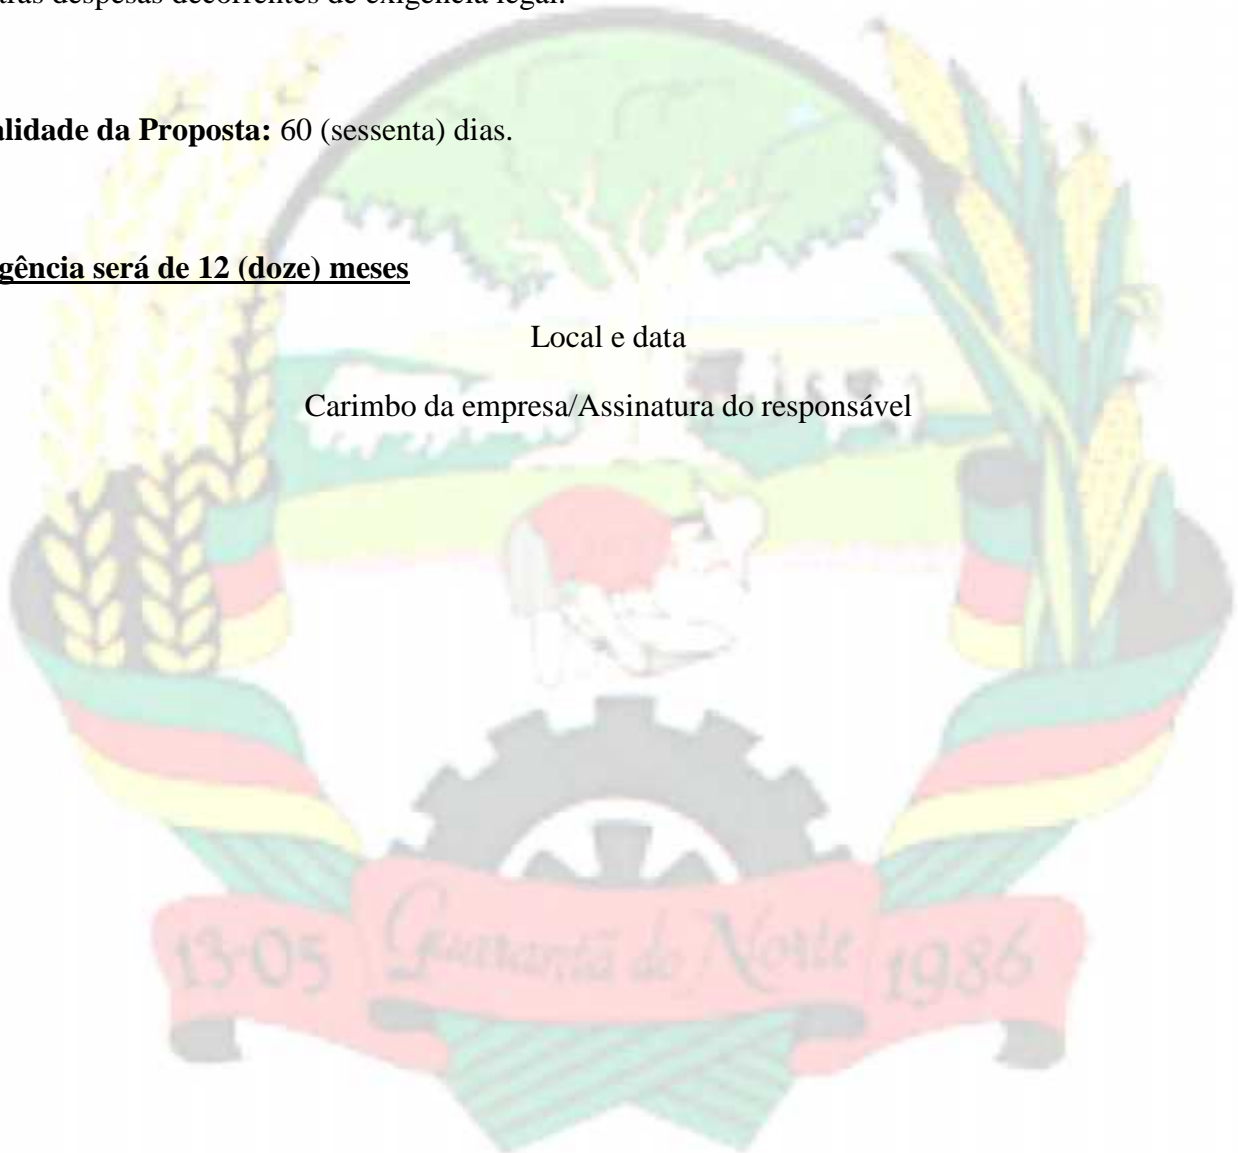 tras despesas decorrentes de exigência legal.
alidade da Proposta: 60 (sessenta) dias.
gência será de 12 (doze) meses
Local e data
Carimbo da empresa/Assinatura do responsável
13-05 Guarantã do Norte 1986